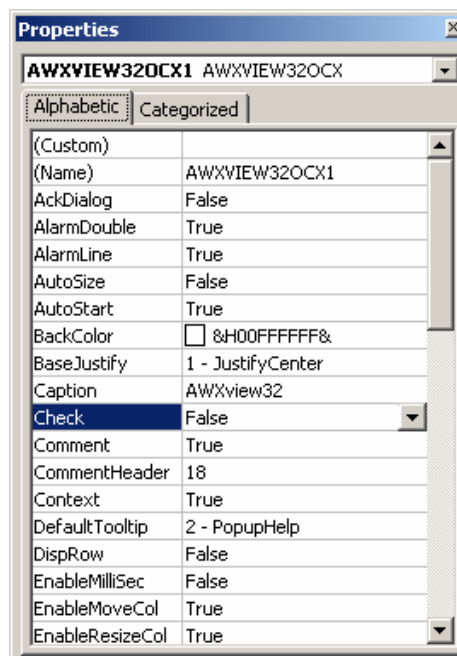 Properties
AWXVIEW32OCX1 AWXVIEW32OCX
Alphabetic Categorized
(Custom)
(Name) AWXVIEW32OCX1
AckDialog False
AlarmDouble True
AlarmLine True
AutoSize False
AutoStart True
BackColor &H00FFFFFF&
BaseJustify 1 - JustifyCenter
Caption AWXview32
Check False
Comment True
CommentHeader 18
Context True
DefaultTooltip 2 - PopupHelp
DispRow False
EnableMilliSec False
EnableMoveCol True
EnableResizeCol True